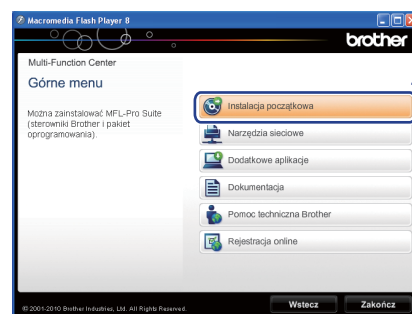 Macromedia Flash Player 8
brother
Multi-Function Center
Górne menu
Można zainstalować MFL-Pro Suite
(sterowniki Brother i pakiet
oprogramowania).
Instalacja początkowa
Narzędzia sieciowe
Dodatkowe aplikacje
Dokumentacja
Pomoc techniczna Brother
Rejestracja online
© 2001-2010 Brother Industries, Ltd. All Rights Reserved.
Wstecz
Zakończ